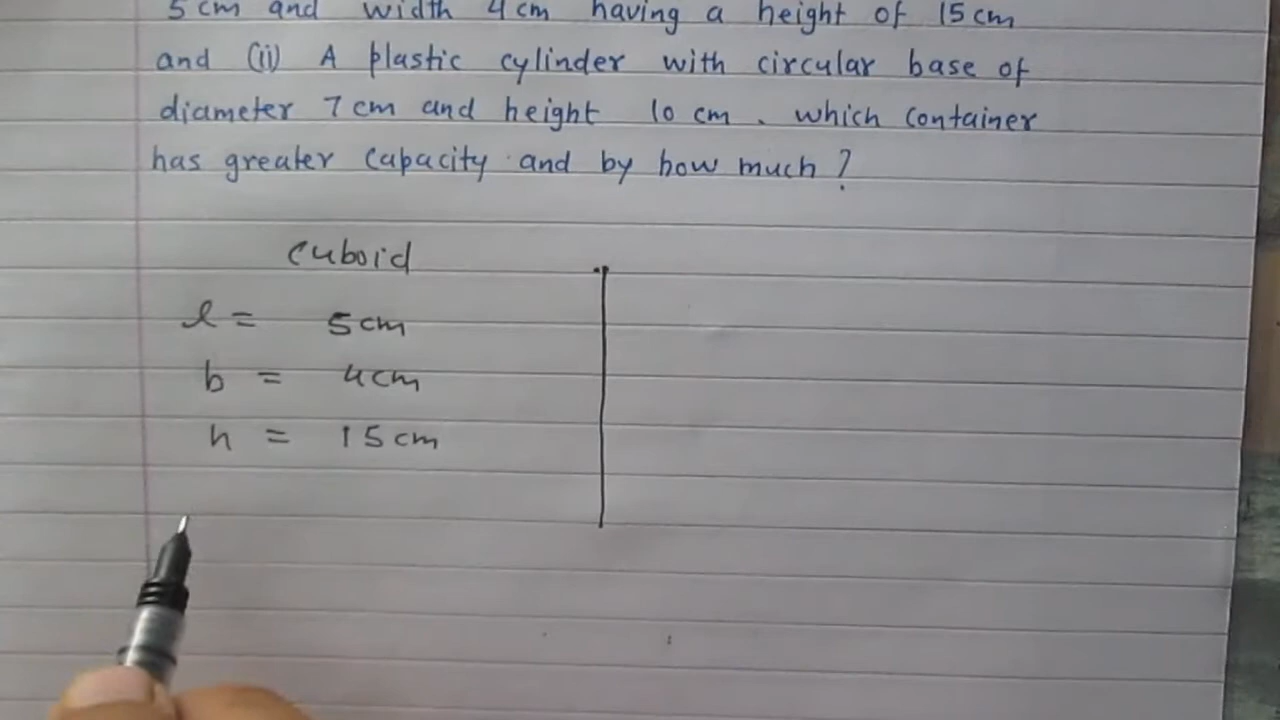 5 cm and width 4 cm having a height of 15 cm
and (ii) A plastic cylinder with circular base of
diameter 7 cm and height 10 cm. which container
has greater capacity and by how much?
cuboid
l = 5 cm
b = 4 cm
h = 15 cm